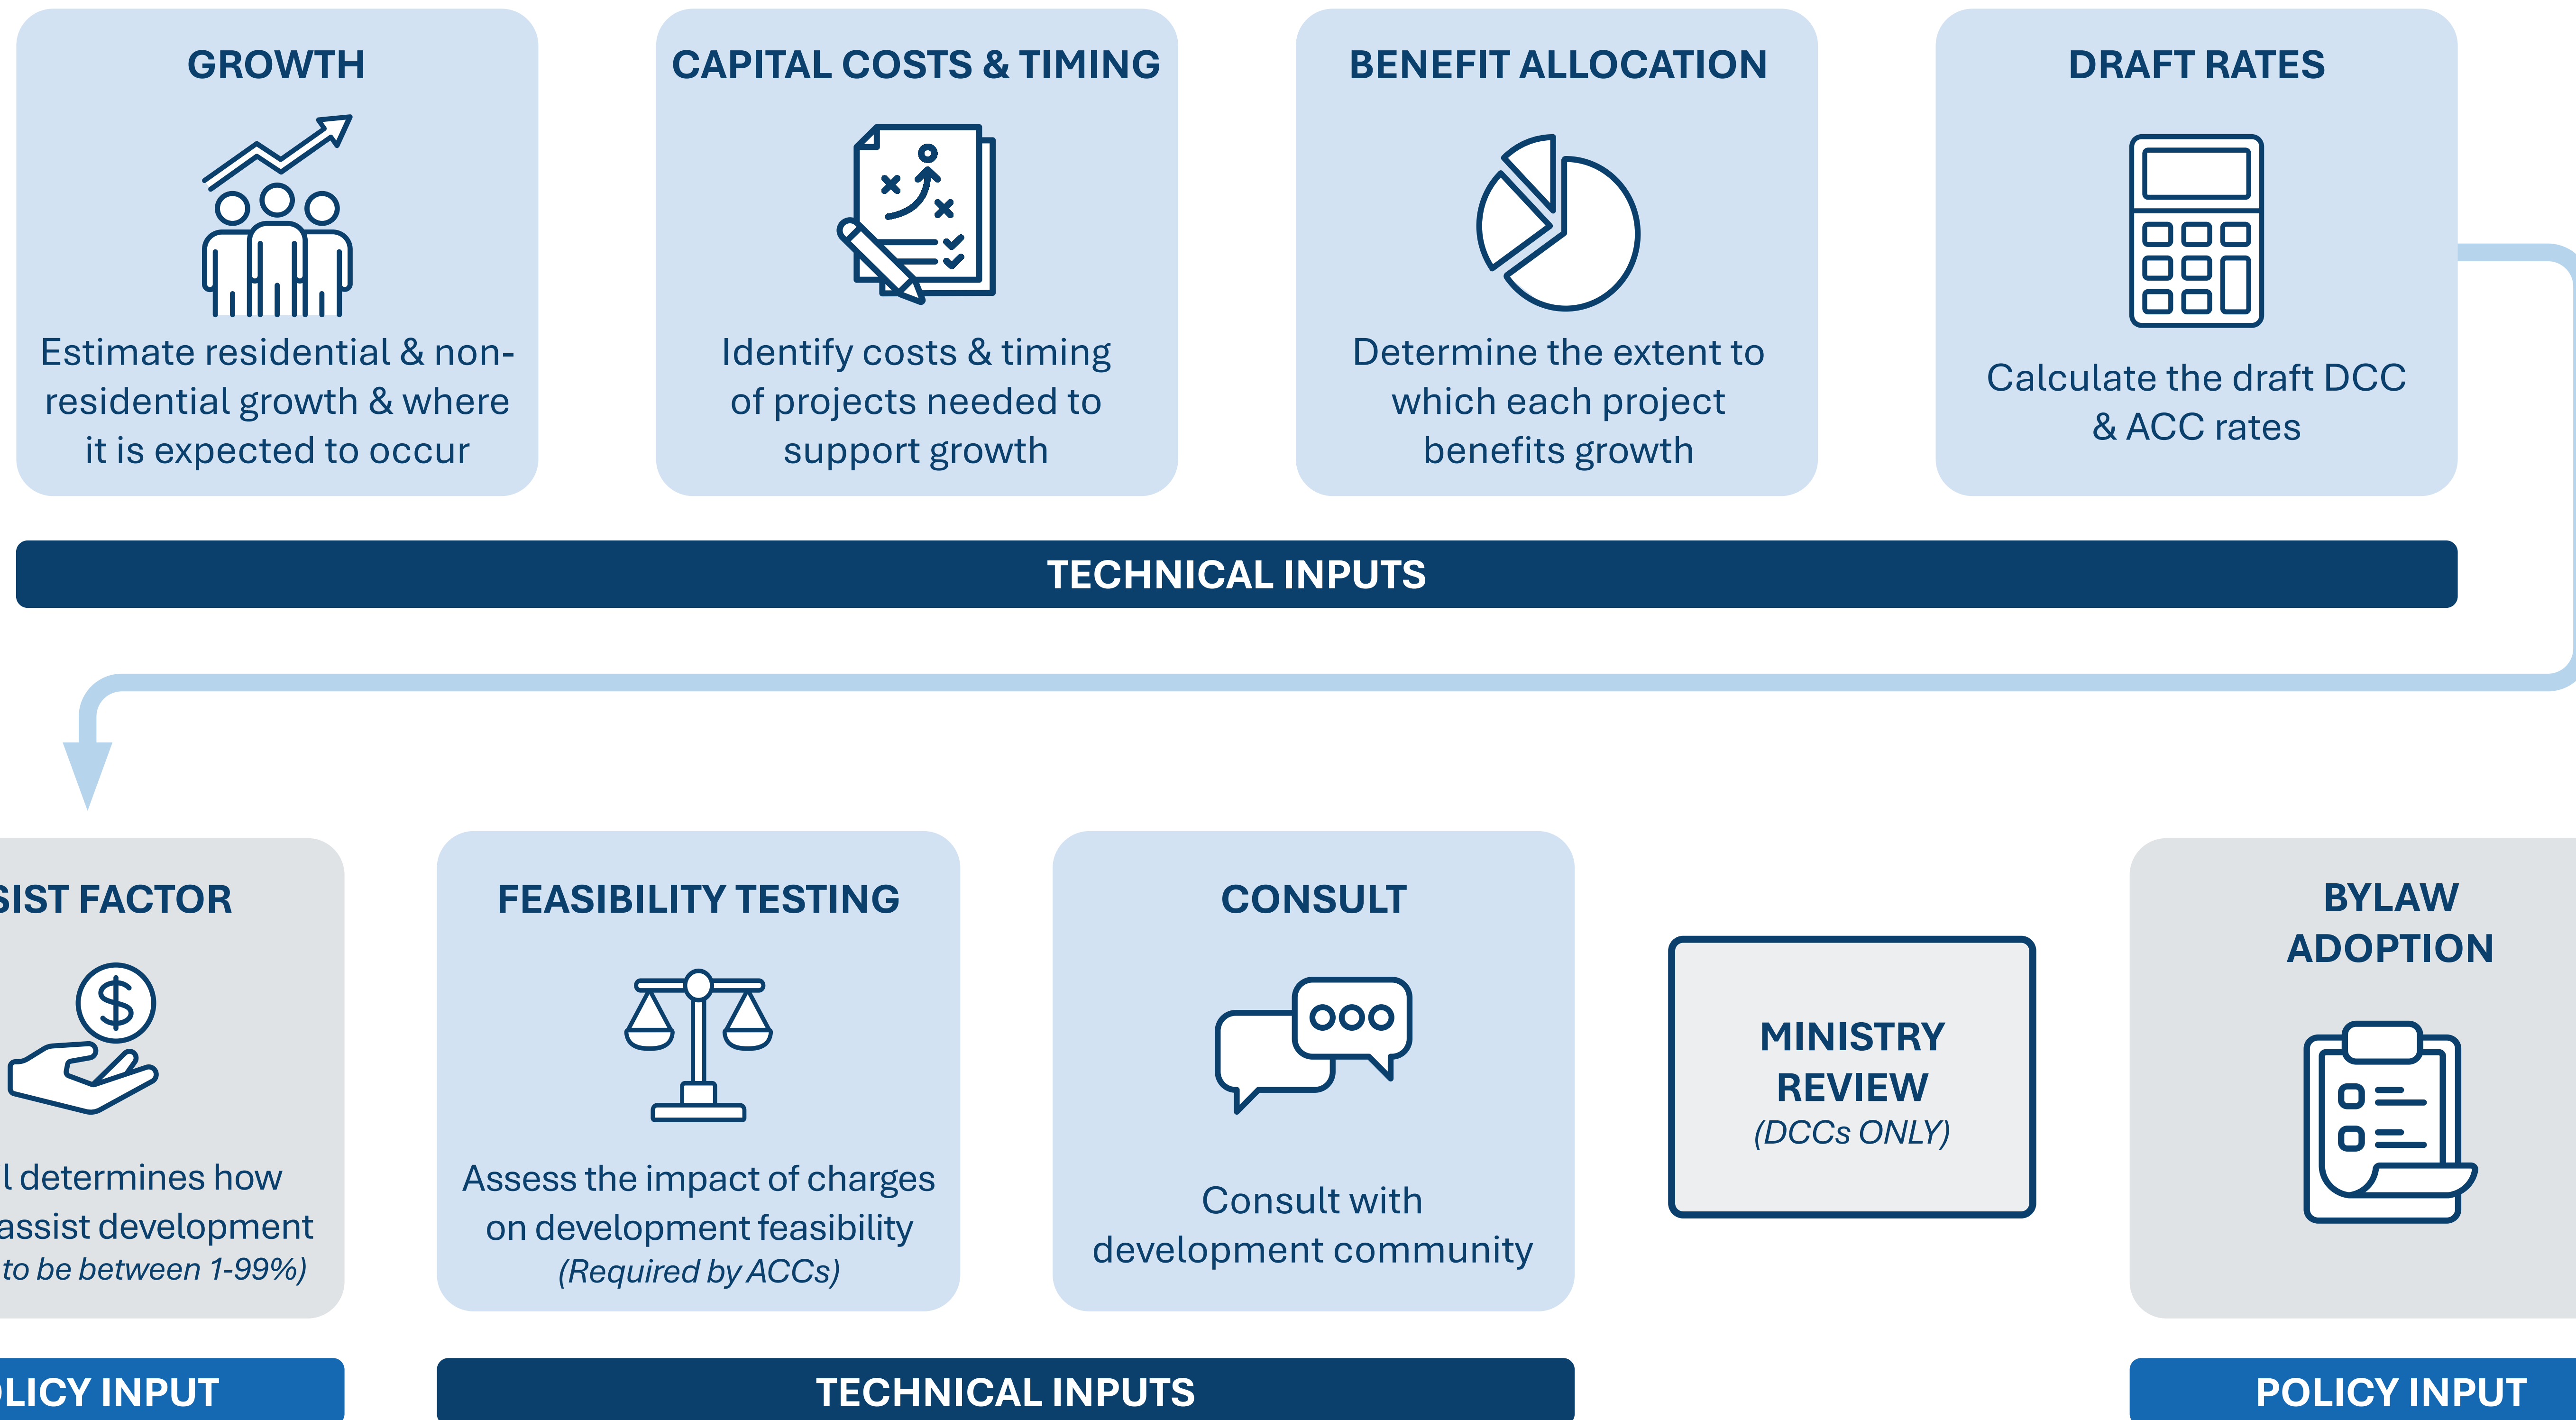 GROWTH
Estimate residential & non-
residential growth & where
it is expected to occur
CAPITAL COSTS & TIMING
Identify costs & timing
of projects needed to
support growth
BENEFIT ALLOCATION
Determine the extent to
which each project
benefits growth
DRAFT RATES
Calculate the draft DCC
& ACC rates
TECHNICAL INPUTS
SIST FACTOR
$
l determines how
assist development
to be between 1-99%)
OLICY INPUT
FEASIBILITY TESTING
Assess the impact of charges
on development feasibility
(Required by ACCs)
CONSULT
Consult with
development community
TECHNICAL INPUTS
MINISTRY
REVIEW
(DCCs ONLY)
BYLAW
ADOPTION
POLICY INPUT